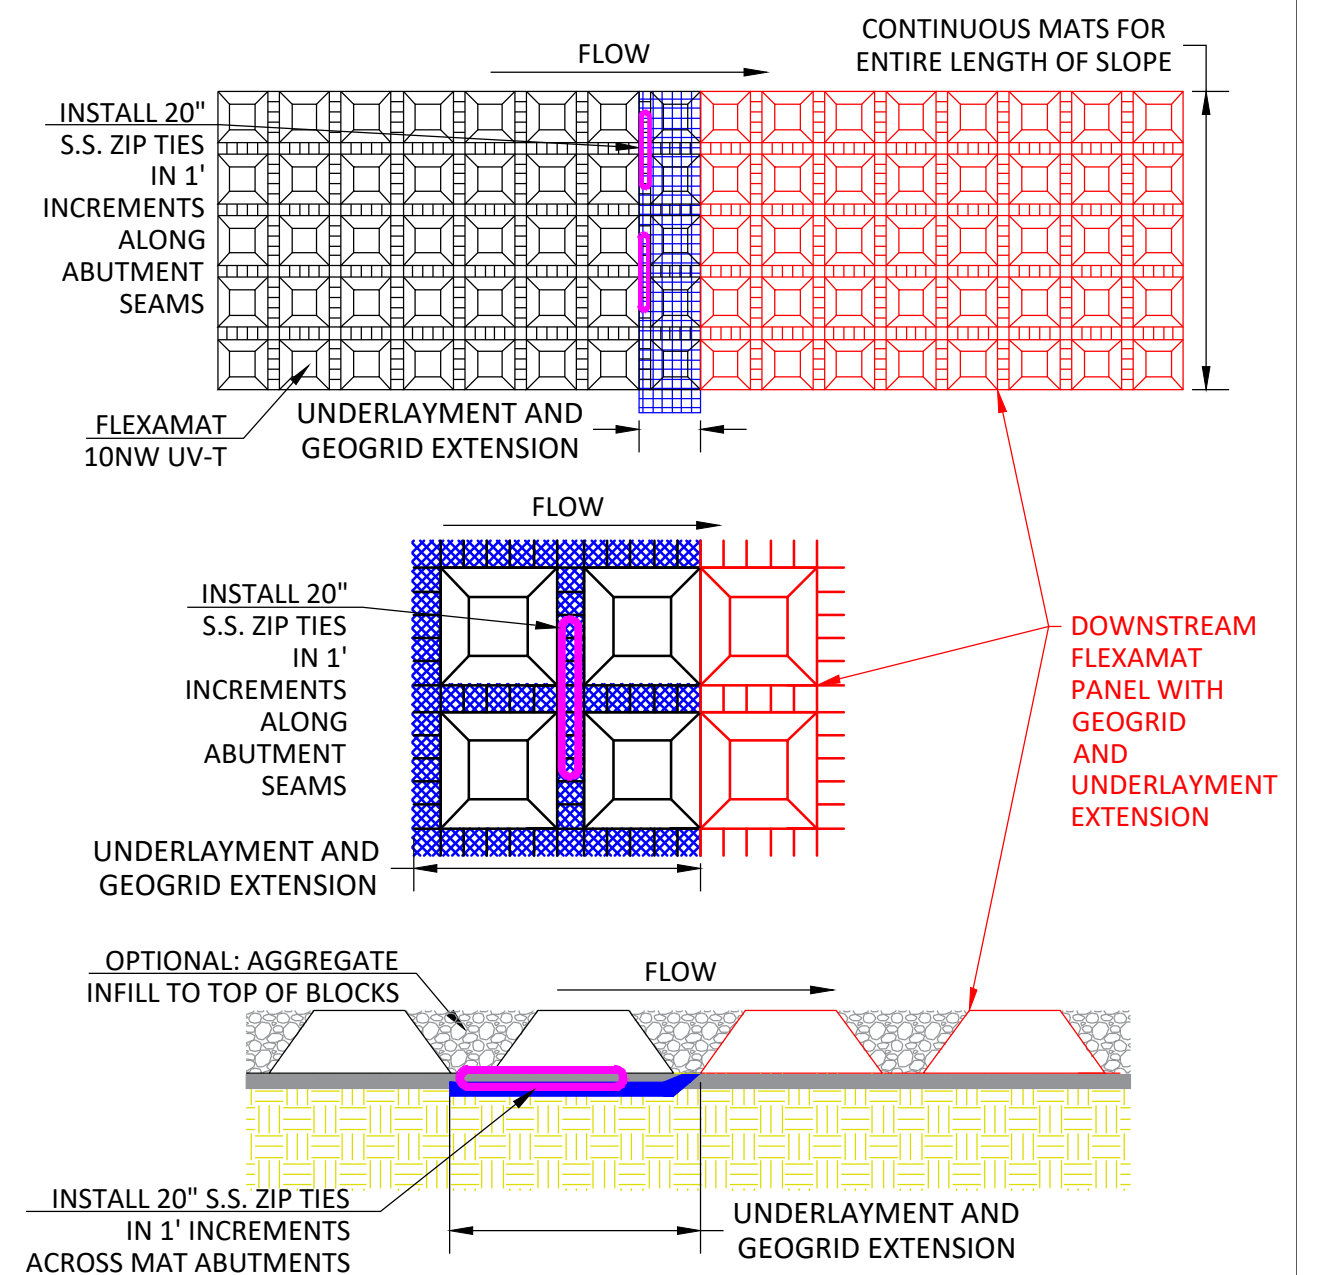 CONTINUOUS MATS FOR
ENTIRE LENGTH OF SLOPE
FLOW
INSTALL 20"
S.S. ZIP TIES
IN 1'
INCREMENTS
ALONG
ABUTMENT
SEAMS
FLEXAMAT
10NW UV-T
UNDERLAYMENT AND
GEOGRID EXTENSION
FLOW
INSTALL 20"
S.S. ZIP TIES
IN 1'
INCREMENTS
ALONG
ABUTMENT
SEAMS
UNDERLAYMENT AND
GEOGRID EXTENSION
DOWNSTREAM
FLEXAMAT
PANEL WITH
GEOGRID
AND
UNDERLAYMENT
EXTENSION
OPTIONAL: AGGREGATE
INFILL TO TOP OF BLOCKS
FLOW
INSTALL 20" S.S. ZIP TIES
IN 1' INCREMENTS
ACROSS MAT ABUTMENTS
UNDERLAYMENT AND
GEOGRID EXTENSION